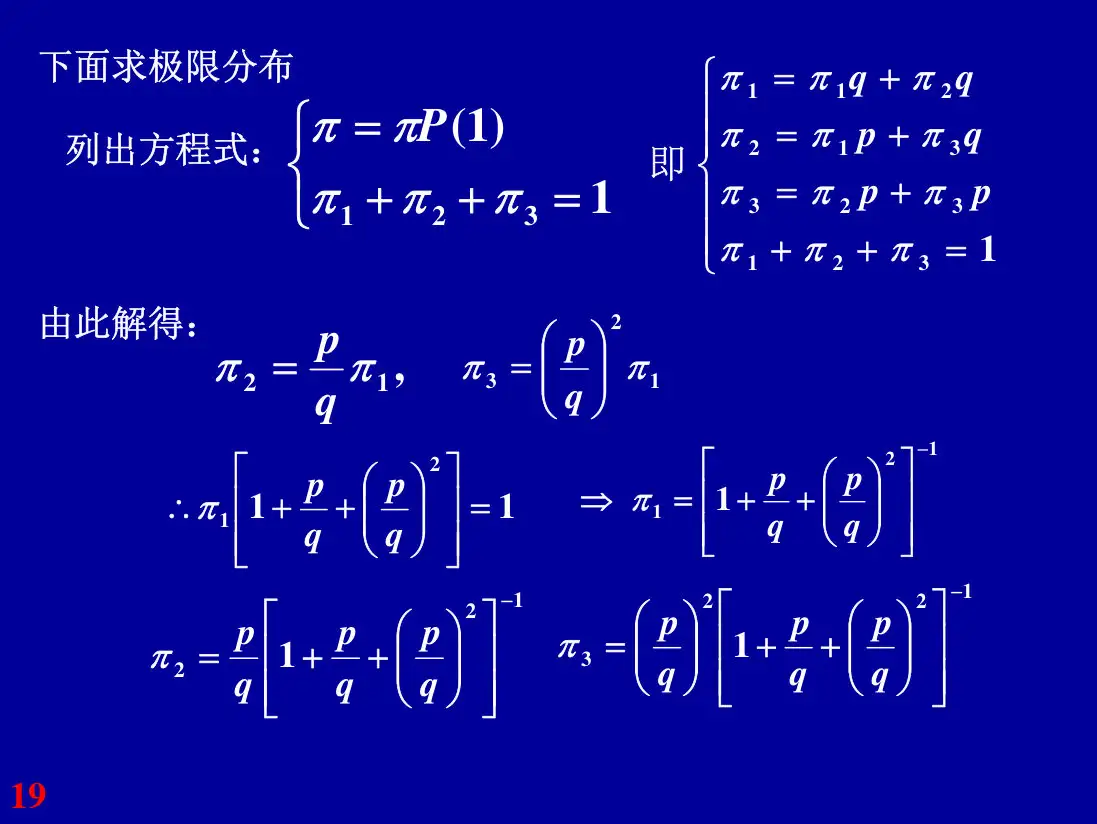 下面求极限分布
列出方程式： { π = πP(1)
π₁ + π₂ + π₃ = 1
即 { π₁ = π₁q + π₂q
π₂ = π₁p + π₃q
π₃ = π₂p + π₃p
π₁ + π₂ + π₃ = 1
由此解得：
π₂ = p/q π₁, π₃ = (p/q)² π₁
∴ π₁[1 + p/q + (p/q)²] = 1 ⇒ π₁ = [1 + p/q + (p/q)²]⁻¹
π₂ = p/q [1 + p/q + (p/q)²]⁻¹ π₃ = (p/q)² [1 + p/q + (p/q)²]⁻¹
19